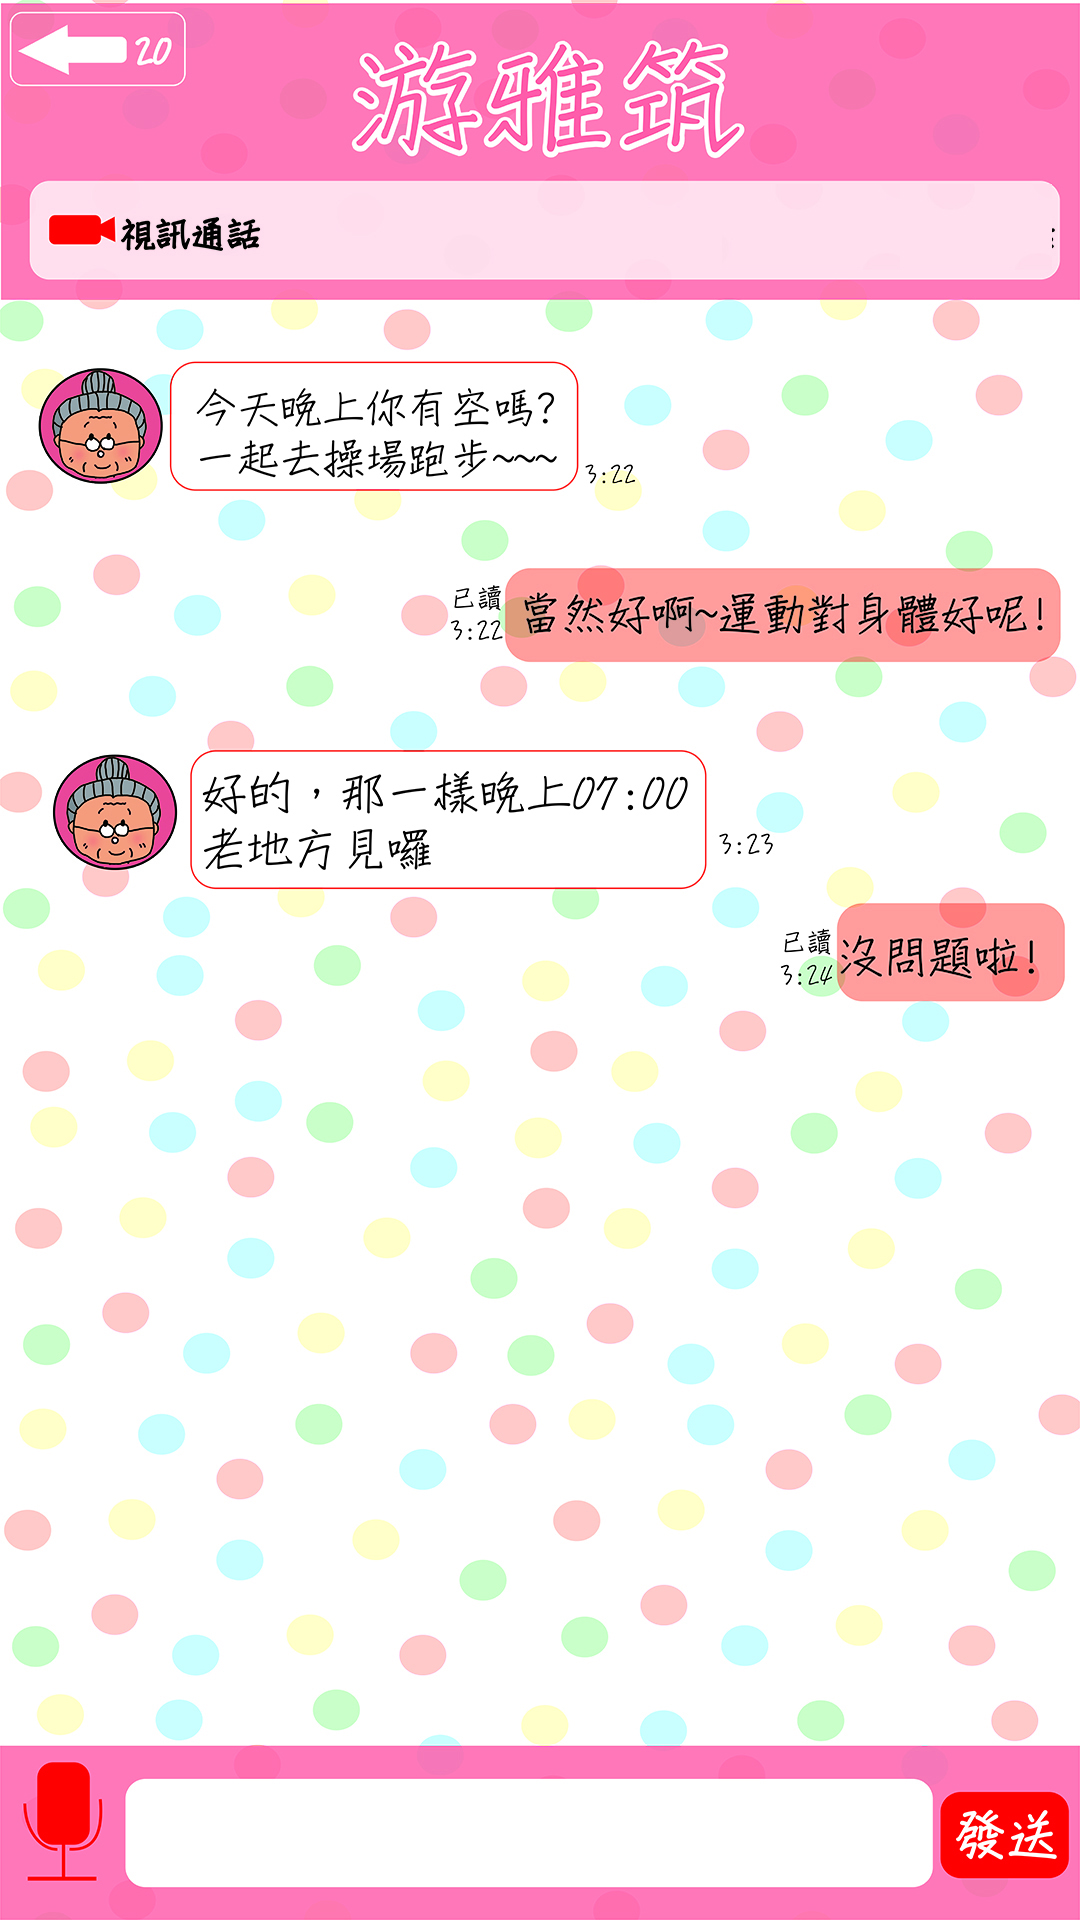 20
游雅筑
視訊通話
今天晚上你有空嗎?
一起去操場跑步~~~
3:22
已讀
3:22
當然好啊~運動對身體好呢!
好的，那一樣晚上07:00
老地方見囉
3:23
已讀
3:24
沒問題啦!
發送